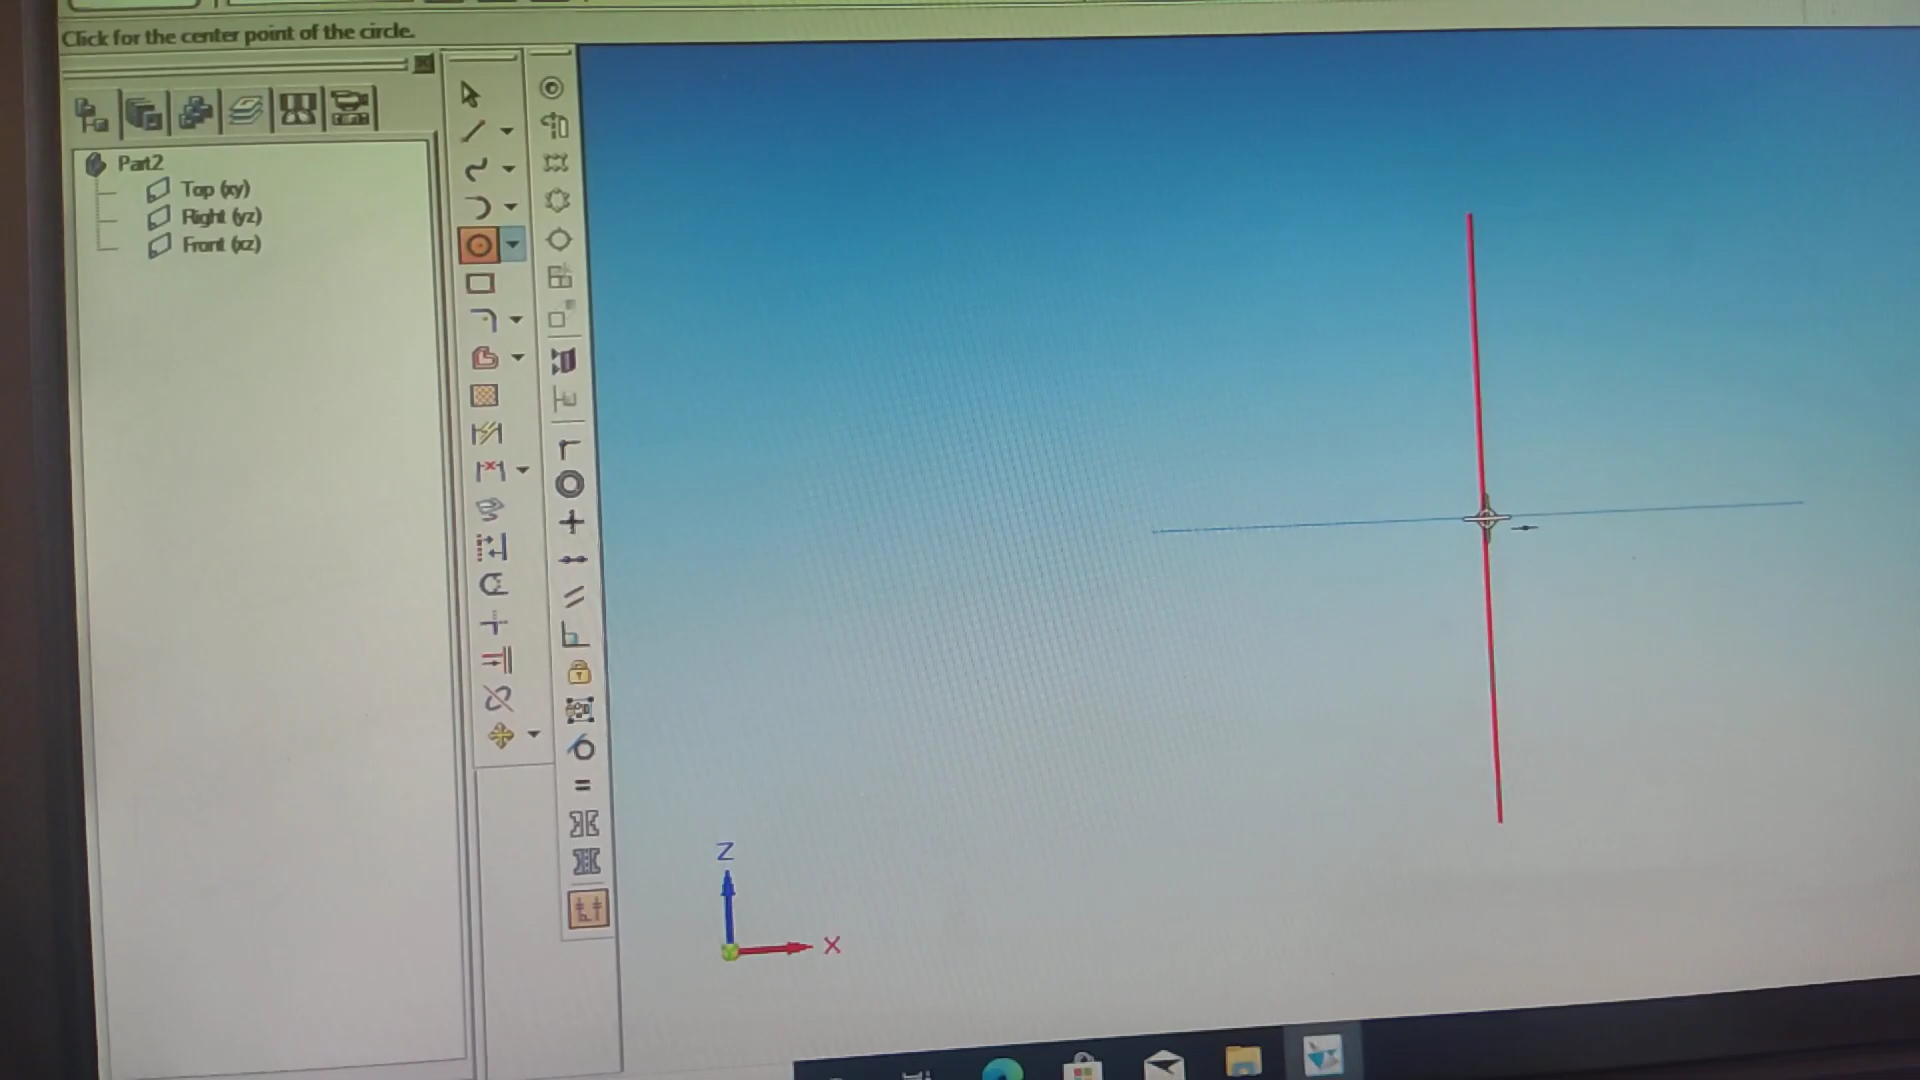 Click for the center point of the circle.
Part2
Top (xy)
Right (yz)
Front (xz)
Z
X